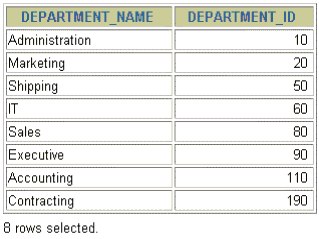 DEPARTMENT_NAME DEPARTMENT_ID
Administration 10
Marketing 20
Shipping 50
IT 60
Sales 80
Executive 90
Accounting 110
Contracting 190
8 rows selected.